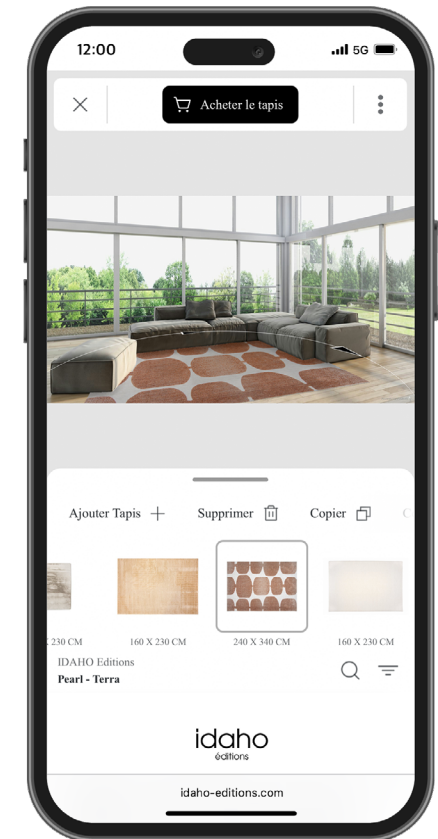 12:00
5G
Acheter le tapis
Ajouter Tapis
Supprimer
Copier
230 CM
160 X 230 CM
240 X 340 CM
160 X 230 CM
IDAHO Editions
Pearl - Terra
idaho
éditions
idaho-editions.com